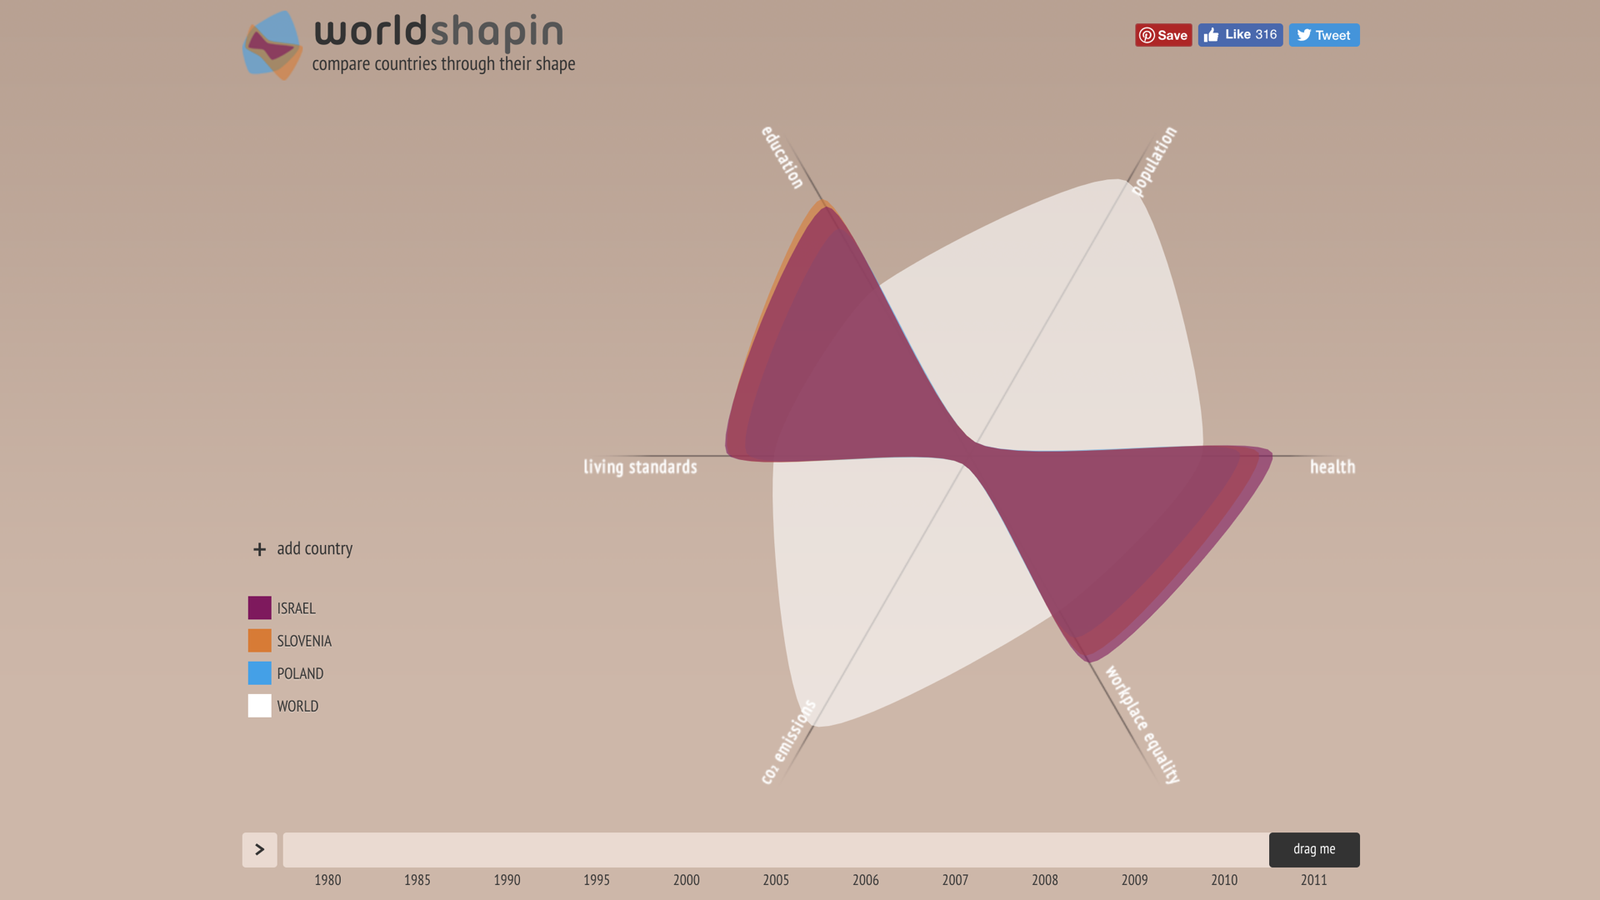 worldshapin
compare countries through their shape
Save
Like 316
Tweet
education
population
living standards
health
co₂ emissions
workplace equality
+ add country
ISRAEL
SLOVENIA
POLAND
WORLD
> drag me
1980 1985 1990 1995 2000 2005 2006 2007 2008 2009 2010 2011